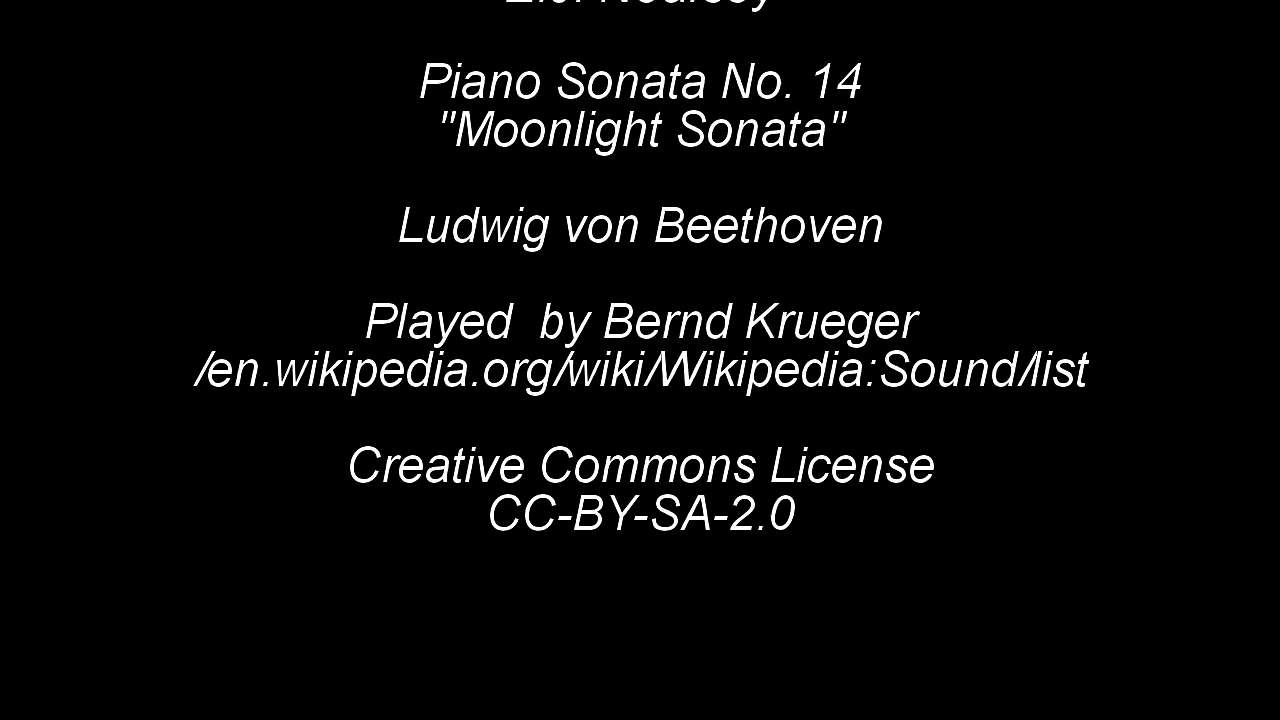 Piano Sonata No. 14
"Moonlight Sonata"
Ludwig von Beethoven
Played  by Bernd Krueger
/en.wikipedia.org/wiki/Wikipedia:Sound/list
Creative Commons License
CC-BY-SA-2.0